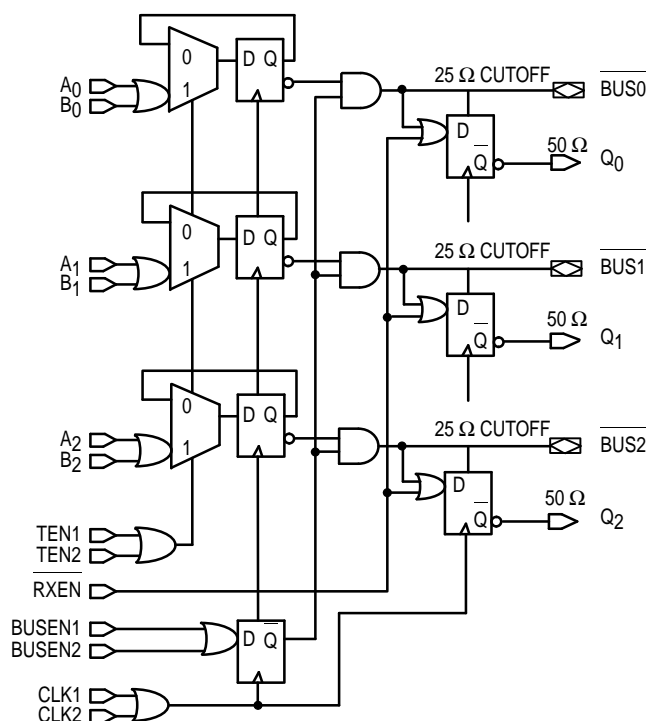 0 D Q
A0 25 Ω CUTOFF BUS0
B0 1
D
Q 50 Ω Q0
0 D Q
A1 25 Ω CUTOFF BUS1
B1 1
D
Q 50 Ω Q1
0 D Q
A2 25 Ω CUTOFF BUS2
B2 1
D
Q 50 Ω Q2
TEN1
TEN2
RXEN
BUSEN1 D Q
BUSEN2
CLK1
CLK2